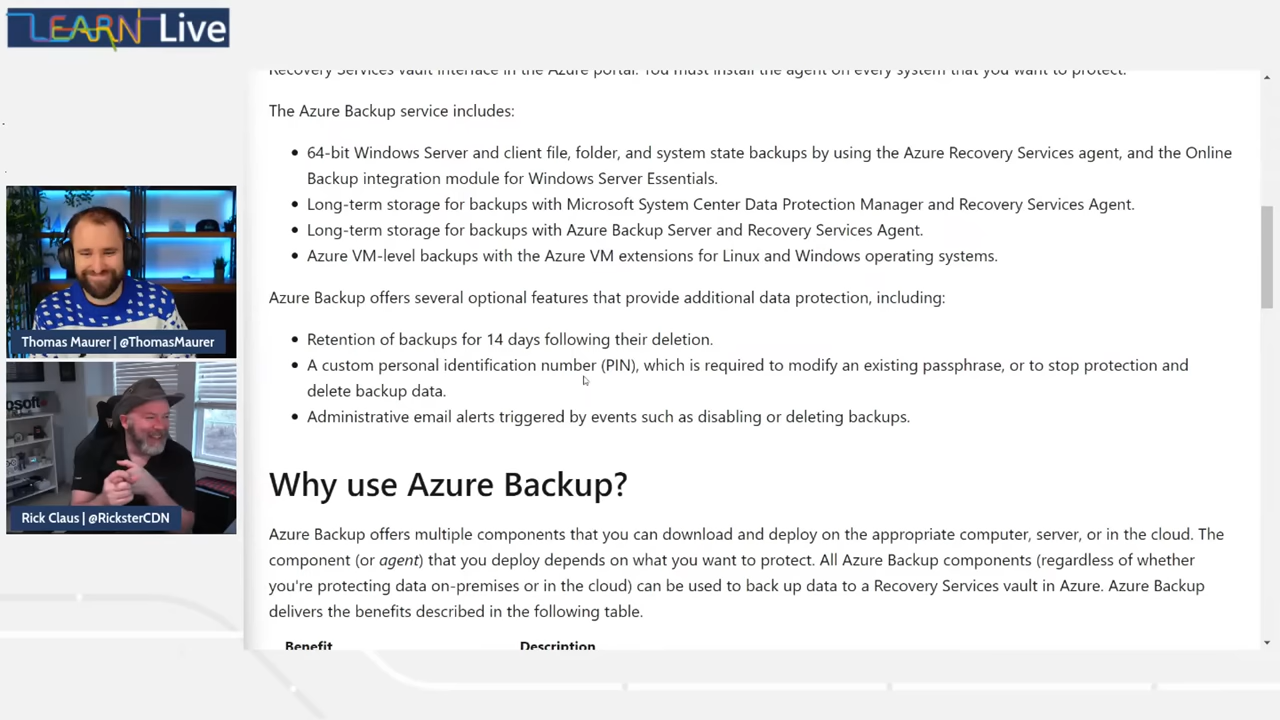 LEARN Live
Recovery Services vault interface in the Azure portal. You must install the agent on every system that you want to protect.
The Azure Backup service includes:
• 64-bit Windows Server and client file, folder, and system state backups by using the Azure Recovery Services agent, and the Online
Backup integration module for Windows Server Essentials.
• Long-term storage for backups with Microsoft System Center Data Protection Manager and Recovery Services Agent.
• Long-term storage for backups with Azure Backup Server and Recovery Services Agent.
• Azure VM-level backups with the Azure VM extensions for Linux and Windows operating systems.
Azure Backup offers several optional features that provide additional data protection, including:
• Retention of backups for 14 days following their deletion.
• A custom personal identification number (PIN), which is required to modify an existing passphrase, or to stop protection and
delete backup data.
• Administrative email alerts triggered by events such as disabling or deleting backups.
Why use Azure Backup?
Azure Backup offers multiple components that you can download and deploy on the appropriate computer, server, or in the cloud. The
component (or agent) that you deploy depends on what you want to protect. All Azure Backup components (regardless of whether
you're protecting data on-premises or in the cloud) can be used to back up data to a Recovery Services vault in Azure. Azure Backup
delivers the benefits described in the following table.
Benefit Description
Thomas Maurer | @ThomasMaurer
osoft
Rick Claus | @RicksterCDN